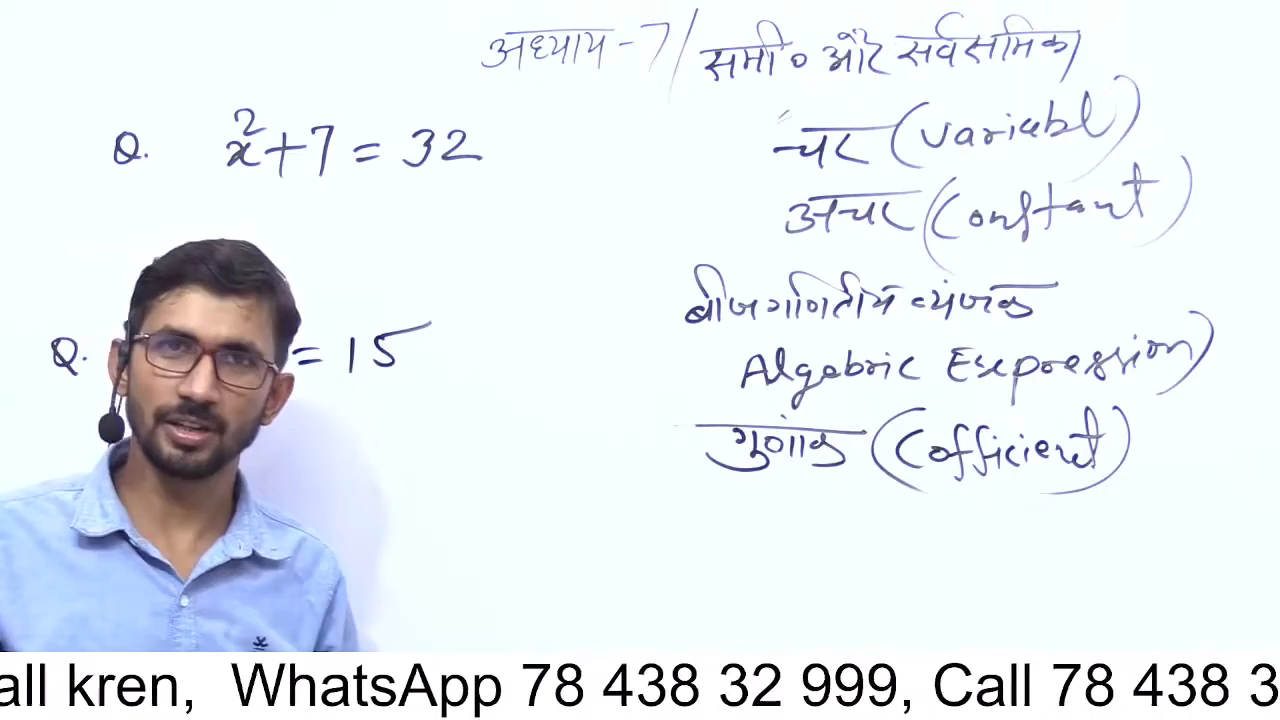 अध्याय - 7 / समी० और सर्वसमिका
Q. x²+7 = 32
चर (variabl)
अचर (Constant)
बीजगणितीय व्यंजक
Algebric Expression)
Q. = 15
गुणांक (Cofficient)
all kren, WhatsApp 78 438 32 999, Call 78 438 3